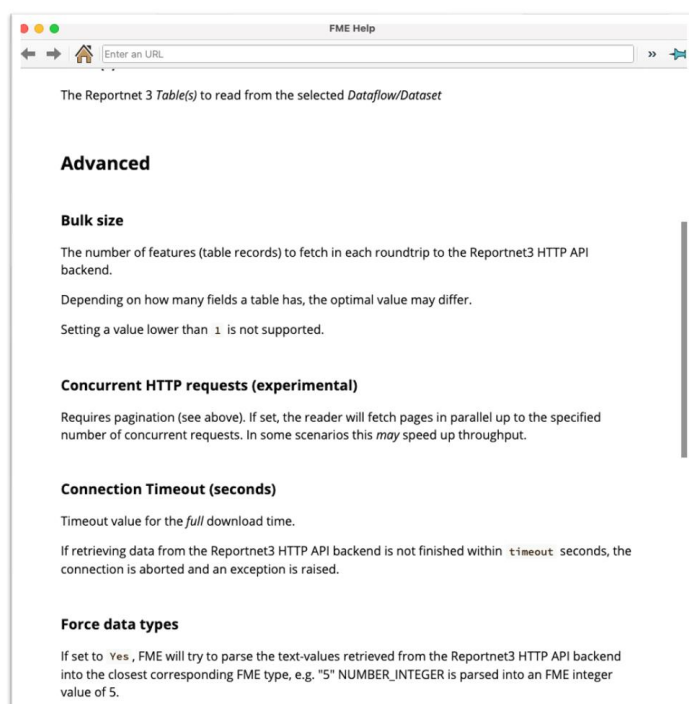 FME Help
Enter an URL
»
The Reportnet 3 Table(s) to read from the selected Dataflow/Dataset
Advanced
Bulk size
The number of features (table records) to fetch in each roundtrip to the Reportnet3 HTTP API
backend.
Depending on how many fields a table has, the optimal value may differ.
Setting a value lower than 1 is not supported.
Concurrent HTTP requests (experimental)
Requires pagination (see above). If set, the reader will fetch pages in parallel up to the specified
number of concurrent requests. In some scenarios this may speed up throughput.
Connection Timeout (seconds)
Timeout value for the full download time.
If retrieving data from the Reportnet3 HTTP API backend is not finished within timeout seconds, the
connection is aborted and an exception is raised.
Force data types
If set to Yes, FME will try to parse the text-values retrieved from the Reportnet3 HTTP API backend
into the closest corresponding FME type, e.g. "5" NUMBER_INTEGER is parsed into an FME integer
value of 5.